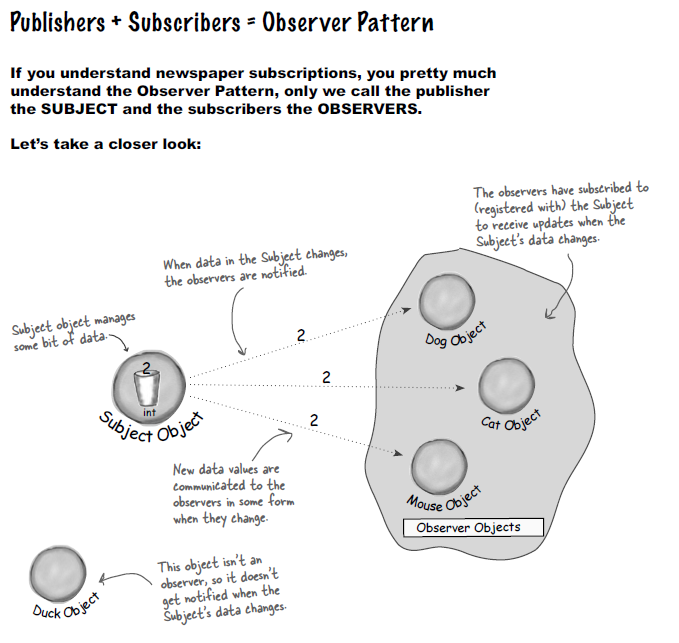 Publishers + Subscribers = Observer Pattern
If you understand newspaper subscriptions, you pretty much
understand the Observer Pattern, only we call the publisher
the SUBJECT and the subscribers the OBSERVERS.
Let's take a closer look:
The observers have subscribed to
(registered with) the Subject
to receive updates when the
Subject's data changes.
When data in the Subject changes,
the observers are notified.
Subject object manages
some bit of data.
2
int
Subject Object
2
2
2
Dog Object
Cat Object
Mouse Object
Observer Objects
New data values are
communicated to the
observers in some form
when they change.
Duck Object
This object isn't an
observer, so it doesn't
get notified when the
Subject's data changes.